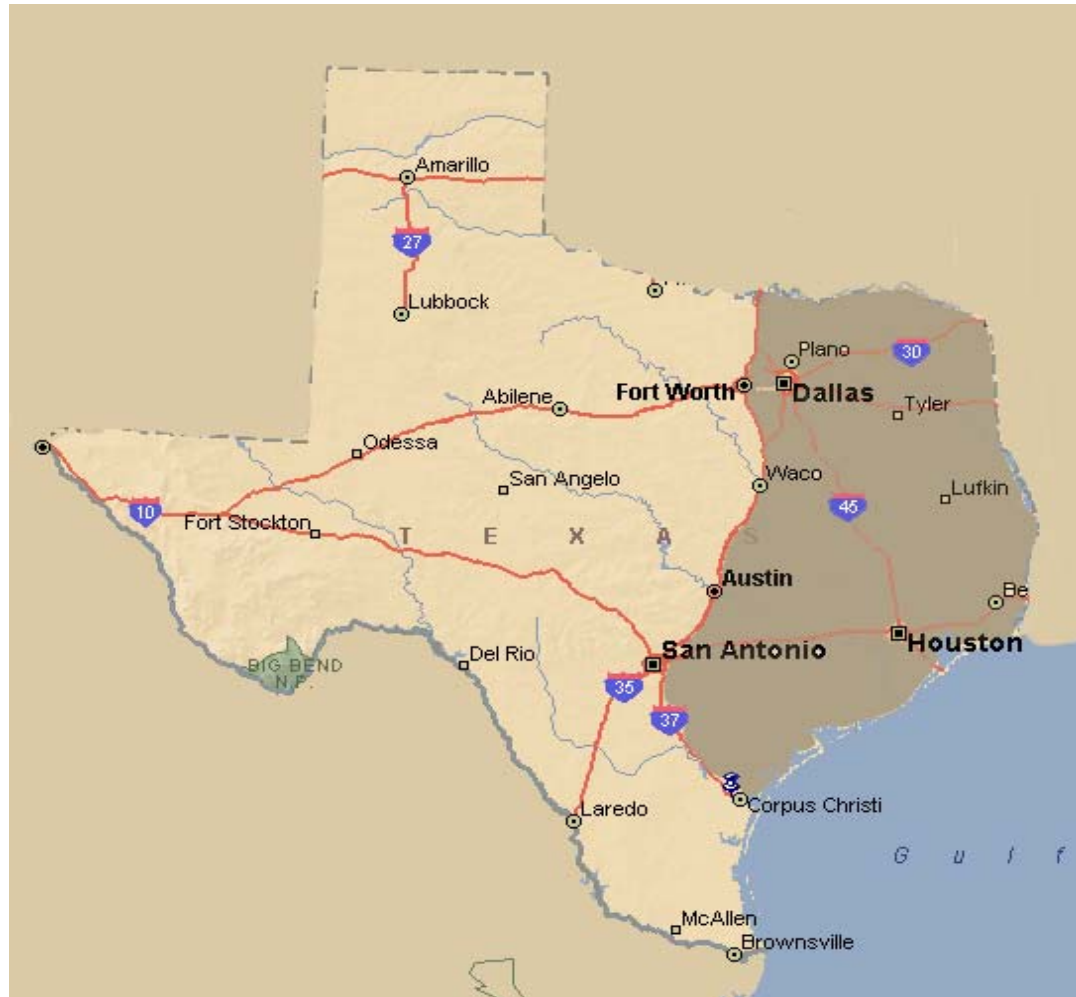 Amarillo
27
Lubbock
Plano
30
Fort Worth
Dallas
Abilene
Tyler
Odessa
San Angelo
Waco
Lufkin
10
45
Fort Stockton
T E X A S
Austin
Be
Houston
San Antonio
Del Rio
BIG BEND
N.P.
35
37
Laredo
Corpus Christi
G u l f
McAllen
Brownsville